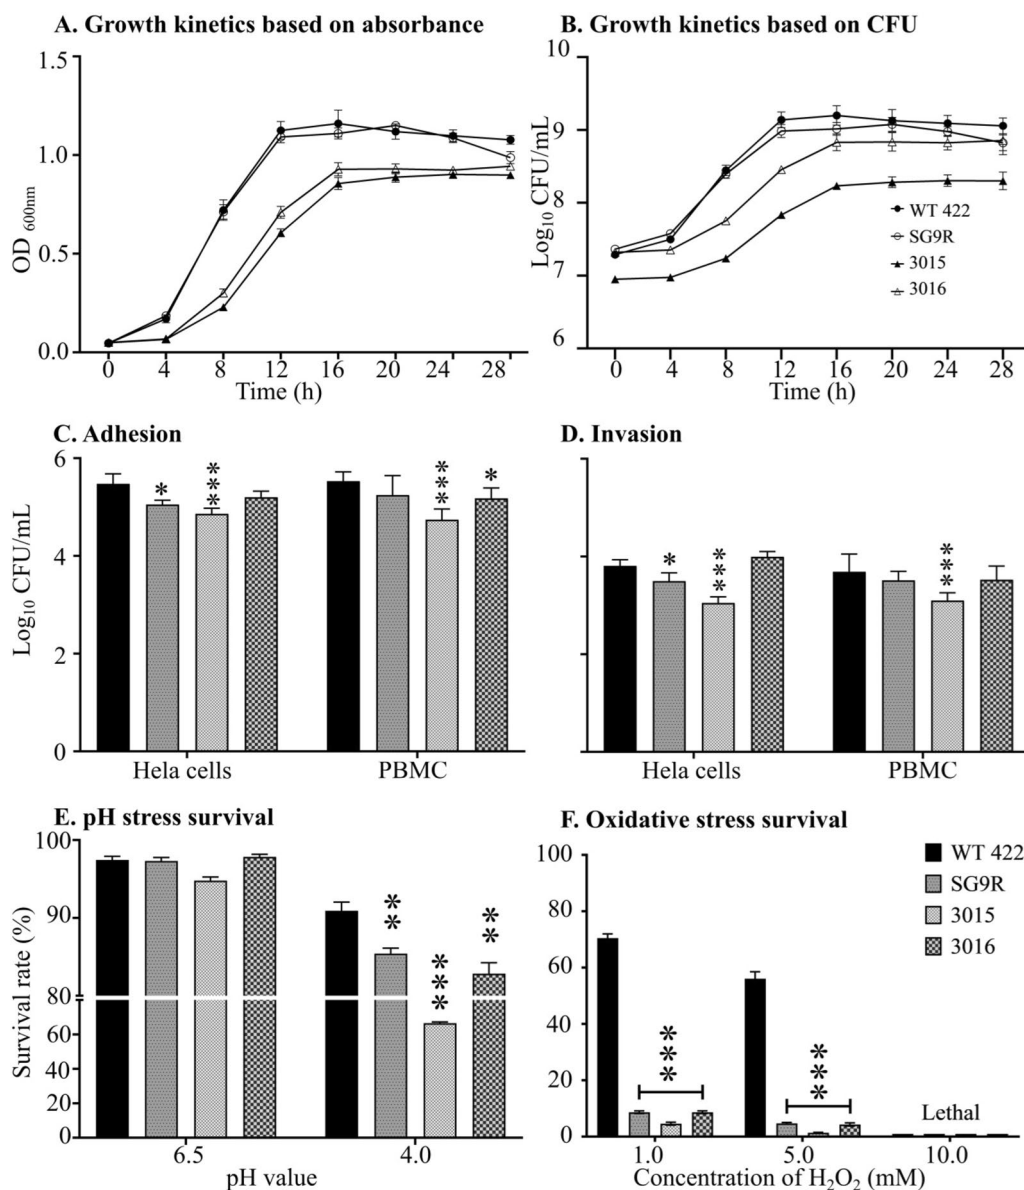 A. Growth kinetics based on absorbance
1.5
1.0
0.5
0.0
OD 600nm
0 4 8 12 16 20 24 28
Time (h)
B. Growth kinetics based on CFU
10
9
8
7
6
Log₁₀ CFU/mL
WT 422
SG9R
3015
3016
0 4 8 12 16 20 24 28
Time (h)
C. Adhesion
6
4
2
0
Log₁₀ CFU/mL
* *** *** *
Hela cells PBMC
D. Invasion
* *** ***
Hela cells PBMC
E. pH stress survival
100
90
80
60
40
20
0
Survival rate (%)
** *** **
6.5 4.0
pH value
F. Oxidative stress survival
100
80
60
40
20
0
WT 422
SG9R
3015
3016
*** ***
Lethal
1.0 5.0 10.0
Concentration of H₂O₂ (mM)